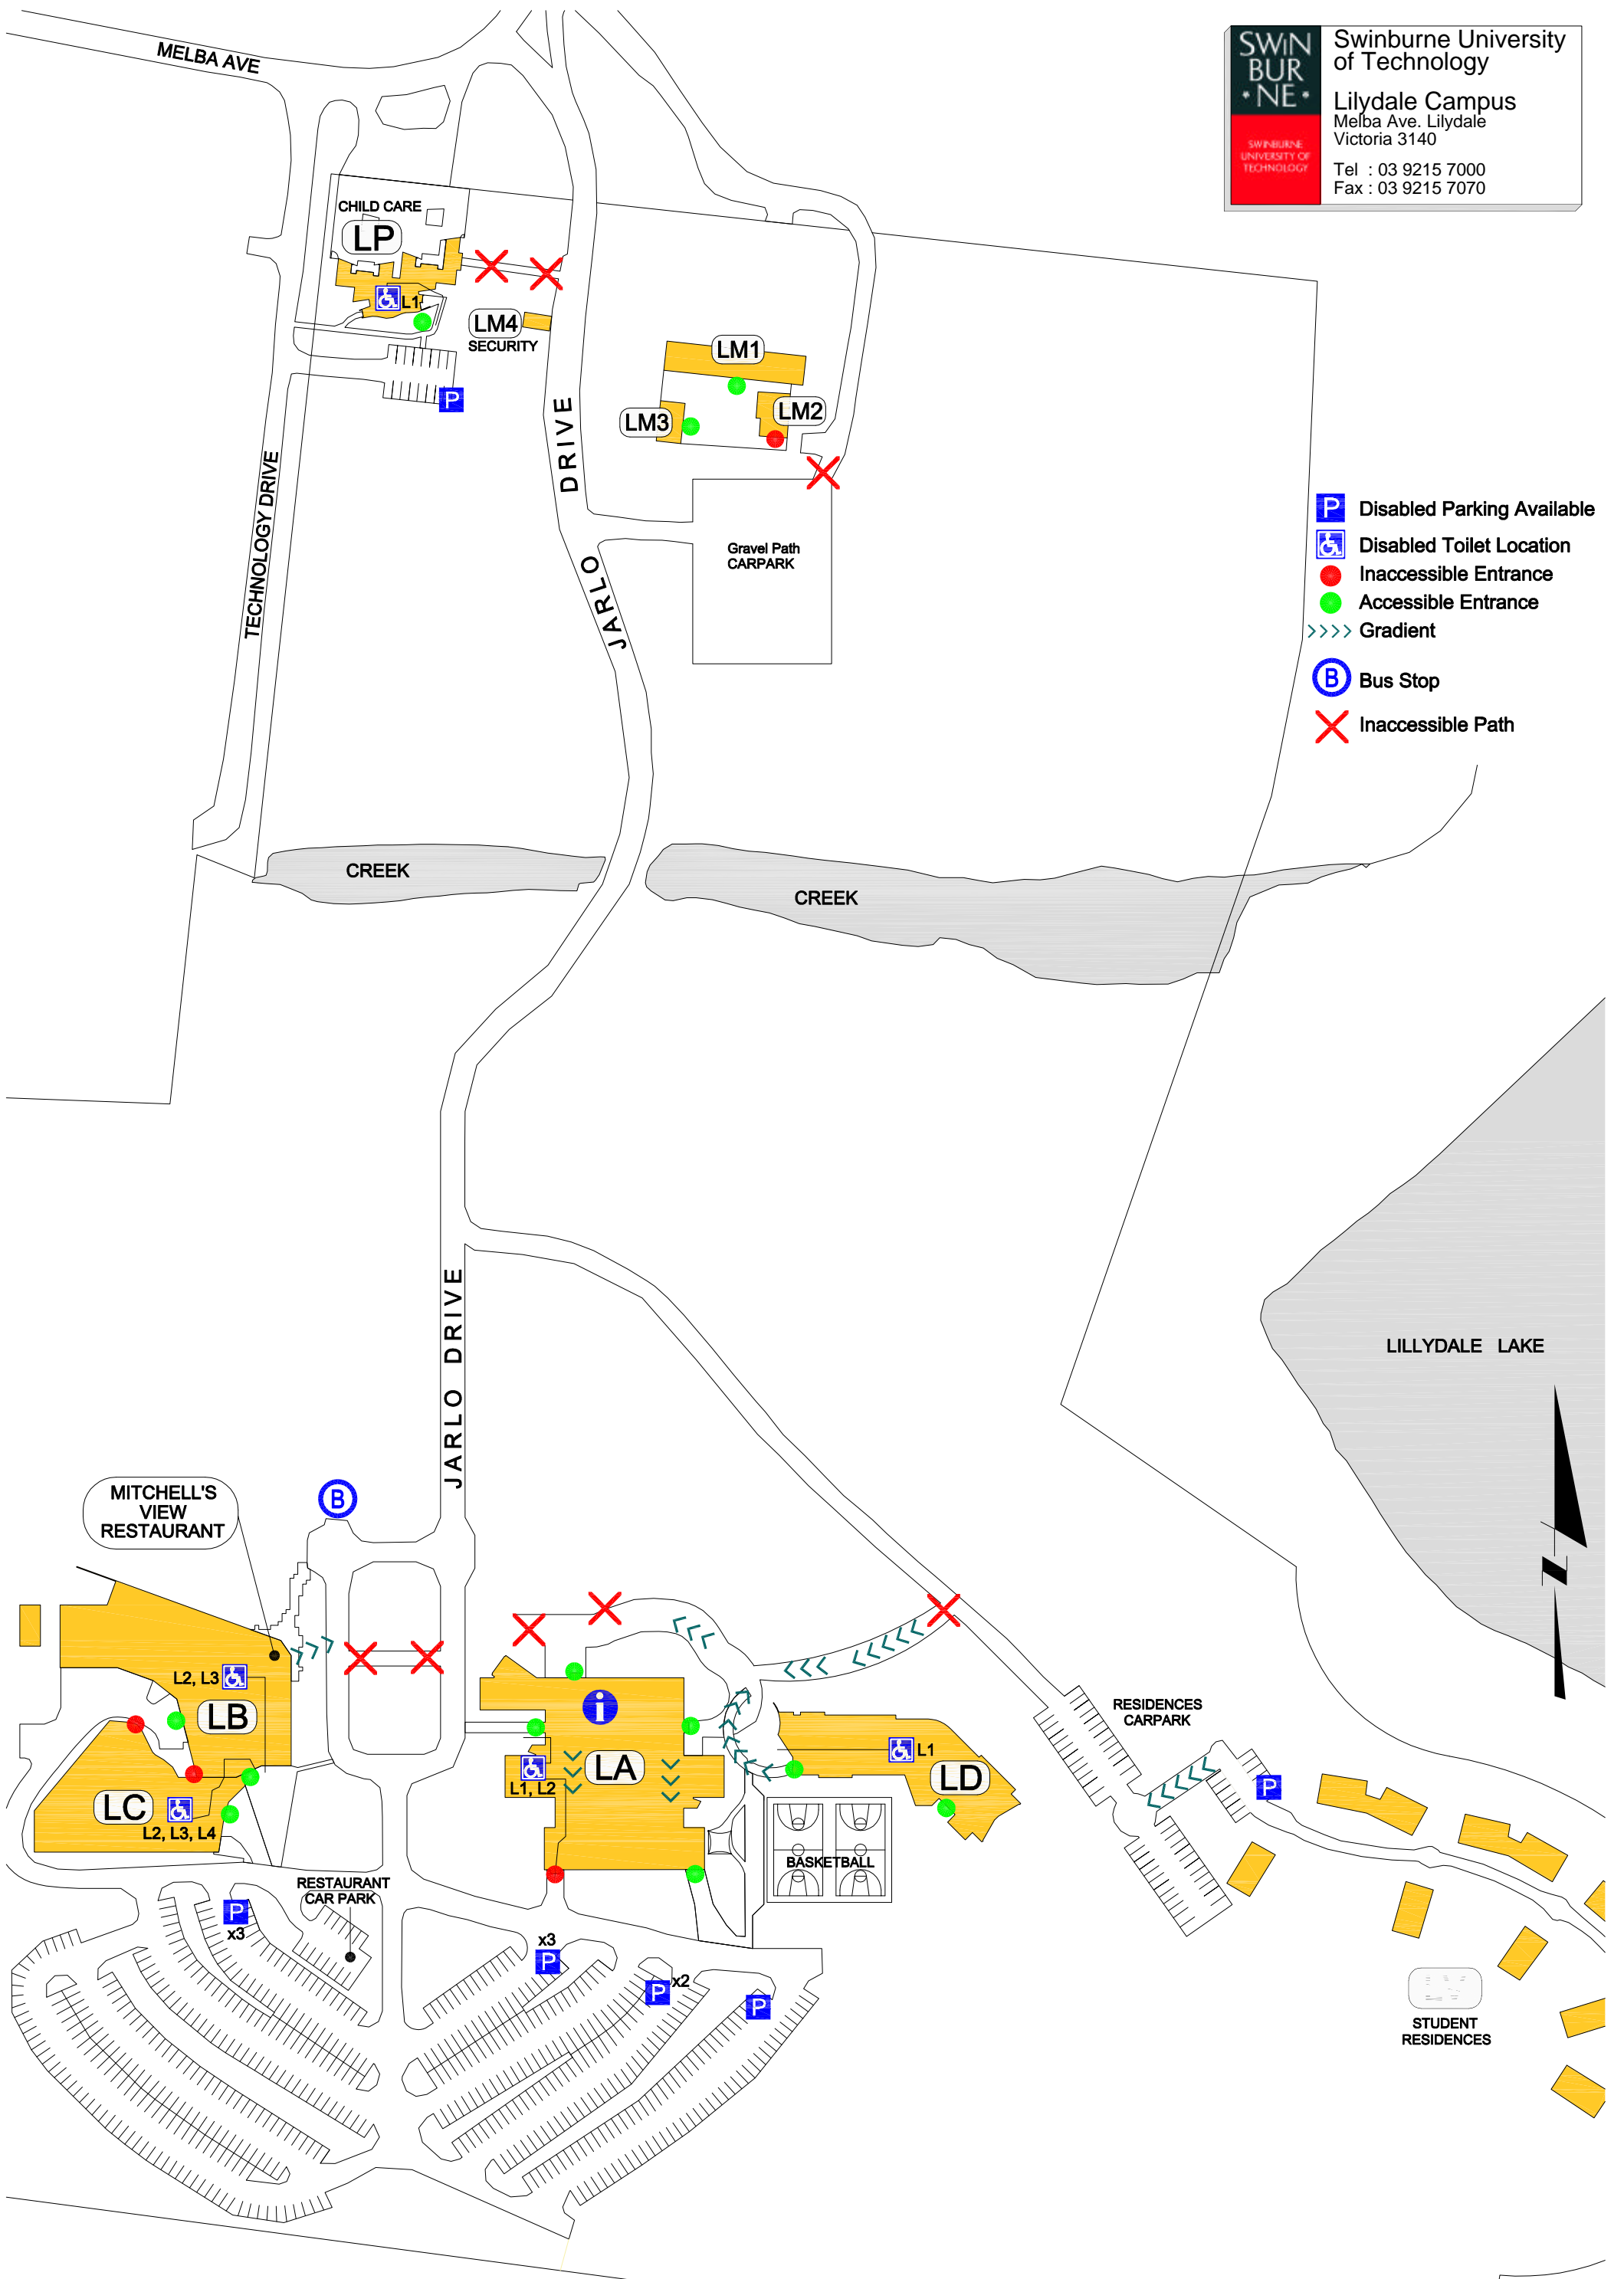 MELBA AVE
SWIN
BUR
* NE *
SWINBURNE
UNIVERSITY OF
TECHNOLOGY
Swinburne University
of Technology
Lilydale Campus
Melba Ave. Lilydale
Victoria 3140
Tel : 03 9215 7000
Fax : 03 9215 7070
CHILD CARE
LP
L1
LM4
SECURITY
P
LM1
LM2
LM3
DRIVE
JARLO
TECHNOLOGY DRIVE
Gravel Path
CARPARK
P Disabled Parking Available
Disabled Toilet Location
Inaccessible Entrance
Accessible Entrance
>>>> Gradient
B Bus Stop
Inaccessible Path
CREEK
CREEK
LILLYDALE LAKE
JARLO DRIVE
MITCHELL'S
VIEW
RESTAURANT
B
L2, L3
LB
LC
L2, L3, L4
i
LA
L1, L2
L1
LD
BASKETBALL
RESIDENCES
CARPARK
P
RESTAURANT
CAR PARK
P
x3
x3
P
P
x2
P
STUDENT
RESIDENCES
N